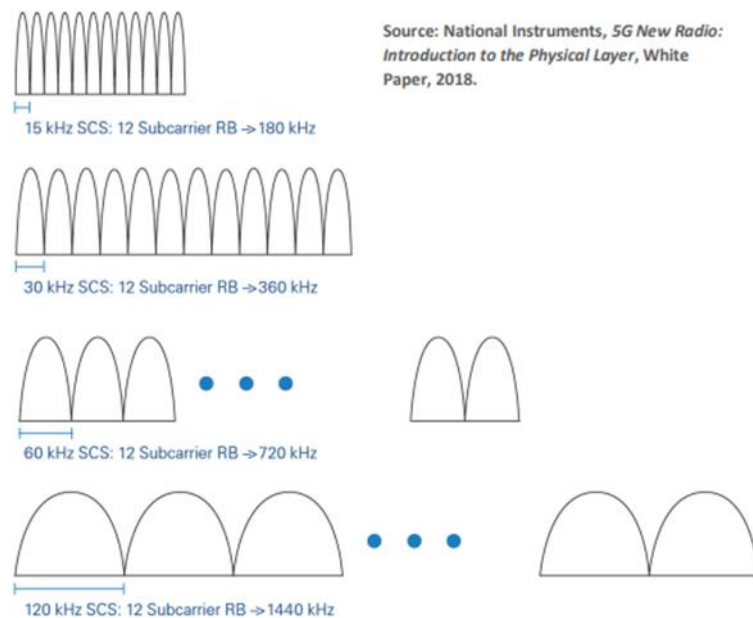 Source: National Instruments, 5G New Radio:
Introduction to the Physical Layer, White
Paper, 2018.
15 kHz SCS: 12 Subcarrier RB ->180 kHz
30 kHz SCS: 12 Subcarrier RB ->360 kHz
60 kHz SCS: 12 Subcarrier RB ->720 kHz
120 kHz SCS: 12 Subcarrier RB ->1440 kHz